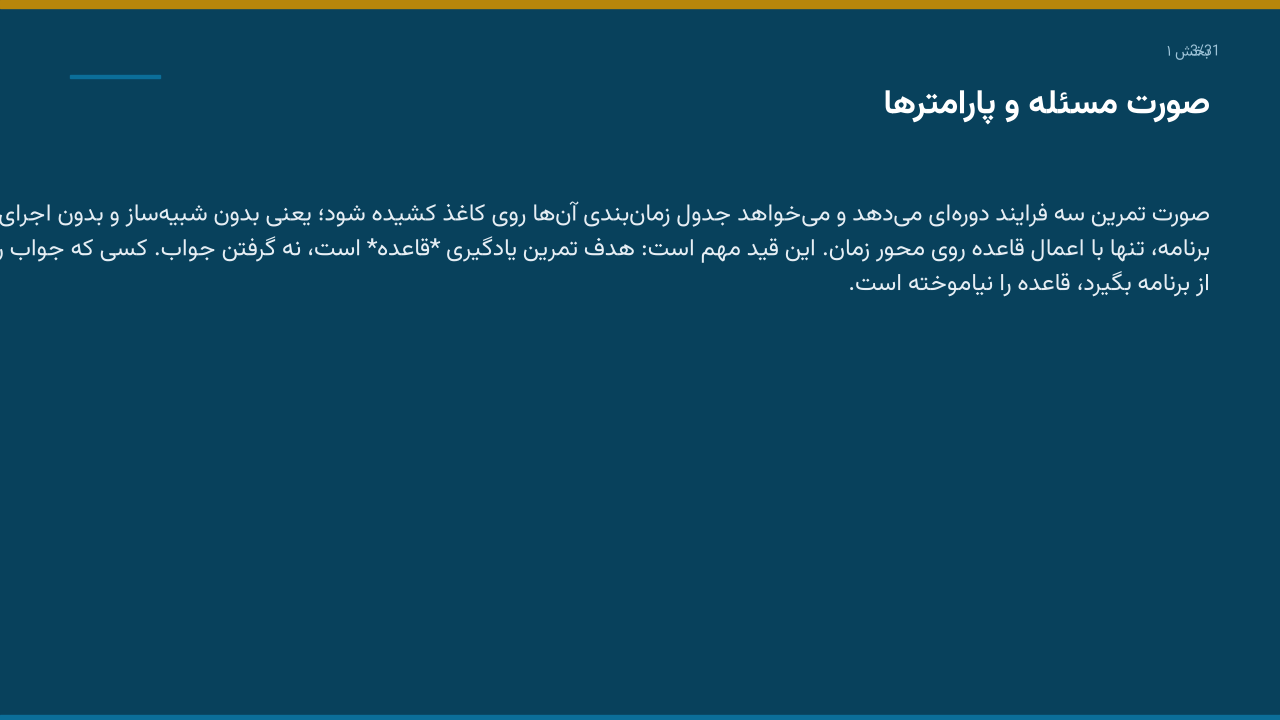 بخش ۱
3/31
صورت مسئله و پارامترها
صورت تمرین سه فرایند دوره‌ای می‌دهد و می‌خواهد جدول زمان‌بندی آن‌ها روی کاغذ کشیده شود؛ یعنی بدون شبیه‌ساز و بدون اجرای
برنامه، تنها با اعمال قاعده روی محور زمان. این قید مهم است: هدف تمرین یادگیری *قاعده* است، نه گرفتن جواب. کسی که جواب
از برنامه بگیرد، قاعده را نیاموخته است.